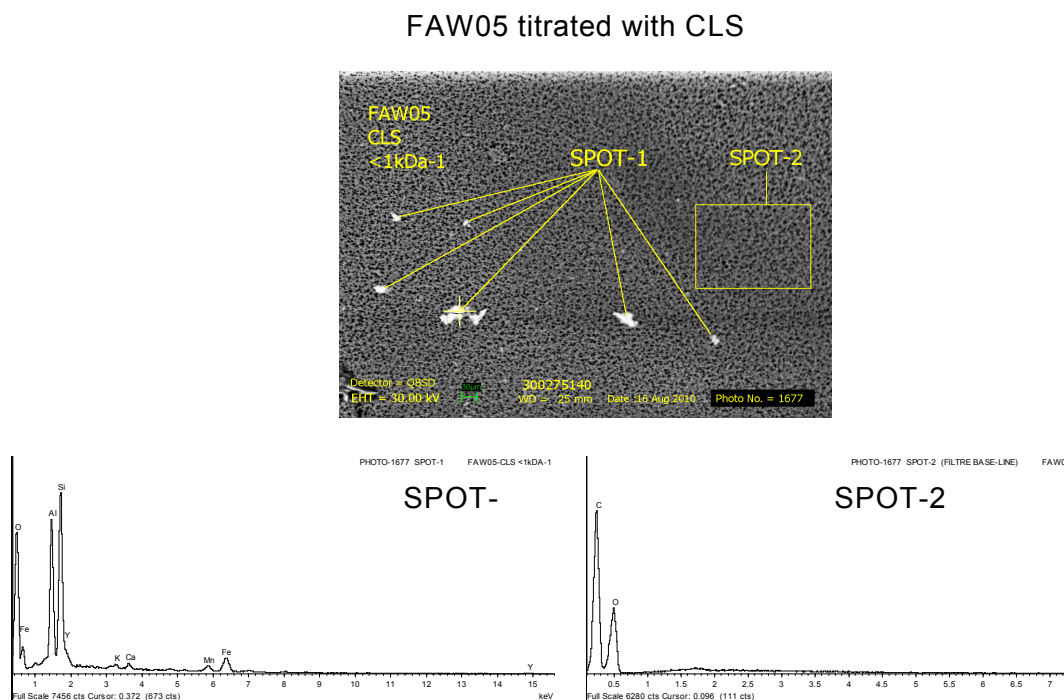 FAW05 titrated with CLS
FAW05
CLS
<1kDa-1
SPOT-1
SPOT-2
Detector = QBSD
EHT = 30.00 kV
30µm
300275140
WD = 25 mm
Date :16 Aug 2010
Photo No. = 1677
PHOTO-1677 SPOT-1 FAW05-CLS <1kDA-1
SPOT-
Si
Al
O
Fe
Y
K
Ca
Mn
Fe
Y
1 2 3 4 5 6 7 8 9 10 11 12 13 14 15
Full Scale 7456 cts Cursor: 0.372 (673 cts)
keV
PHOTO-1677 SPOT-2 (FILTRE BASE-LINE) FAW0
SPOT-2
C
O
0.5 1 1.5 2 2.5 3 3.5 4 4.5 5 5.5 6 6.5 7
Full Scale 6280 cts Cursor: 0.096 (111 cts)